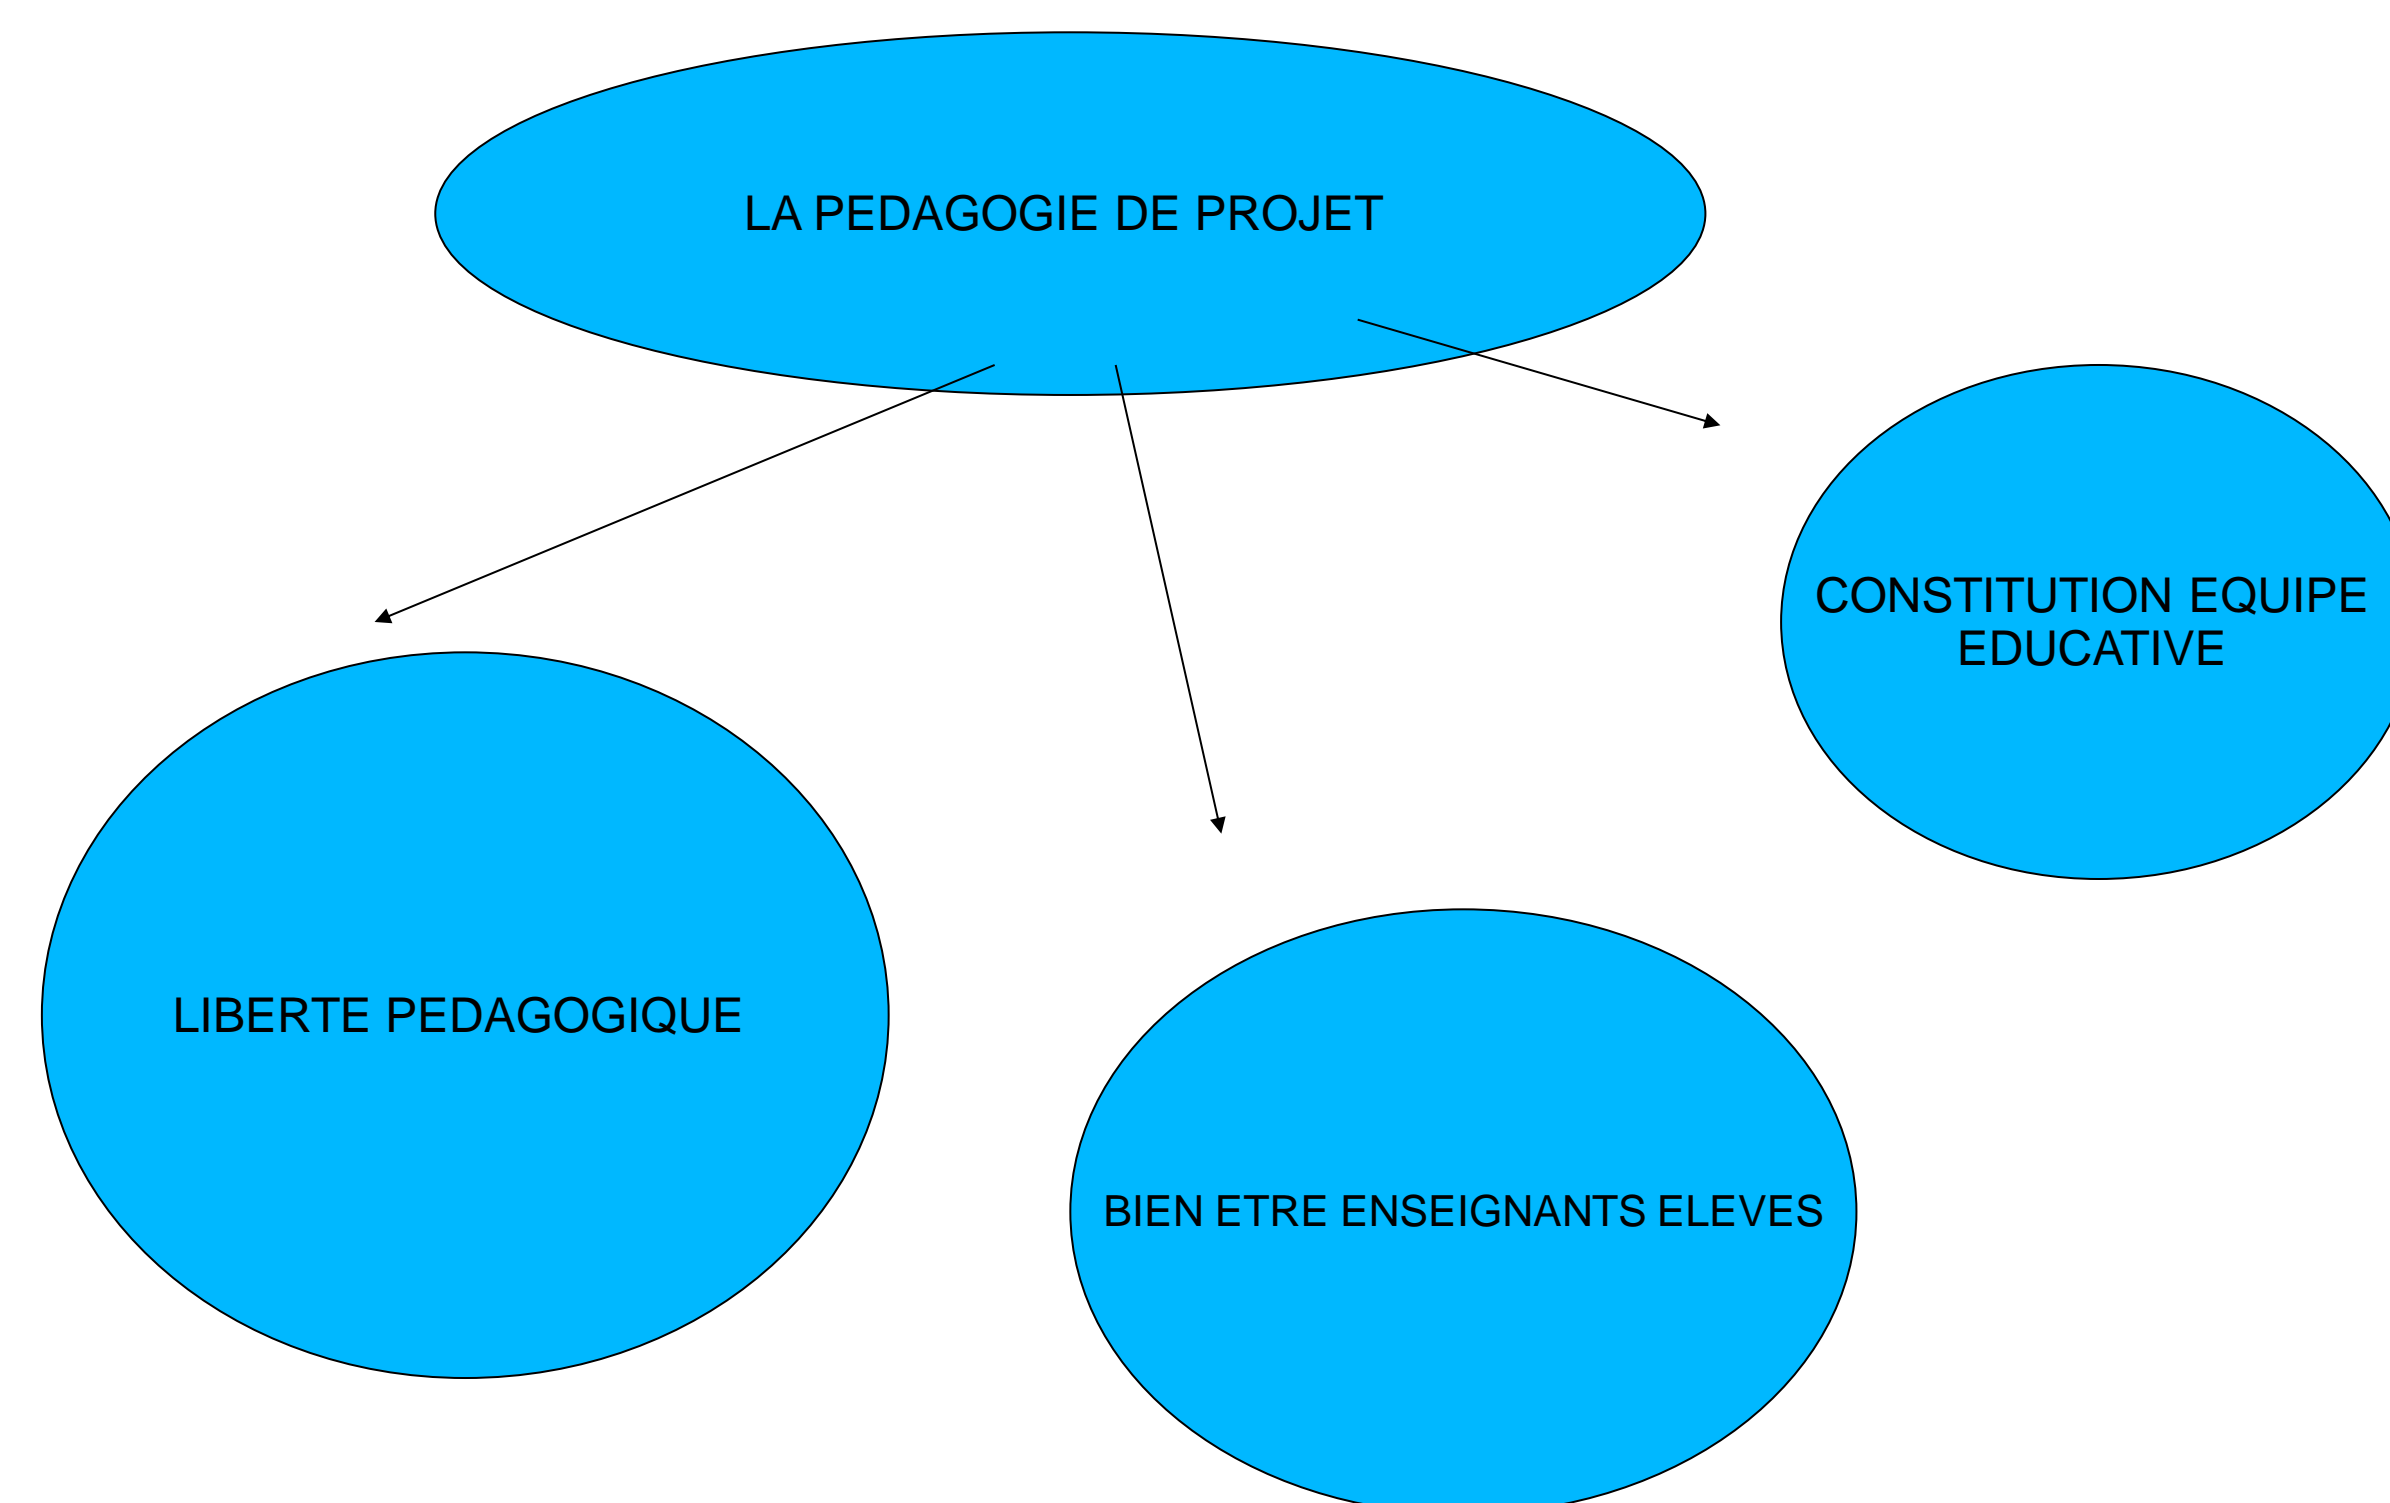 LA PEDAGOGIE DE PROJET
CONSTITUTION EQUIPE
EDUCATIVE
LIBERTE PEDAGOGIQUE
BIEN ETRE ENSEIGNANTS ELEVES